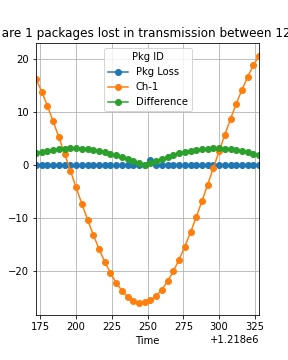 are 1 packages lost in transmission between 12
Pkg ID
Pkg Loss
Ch-1
Difference
20
10
0
−10
−20
175 200 225 250 275 300 325
Time
+1.218e6